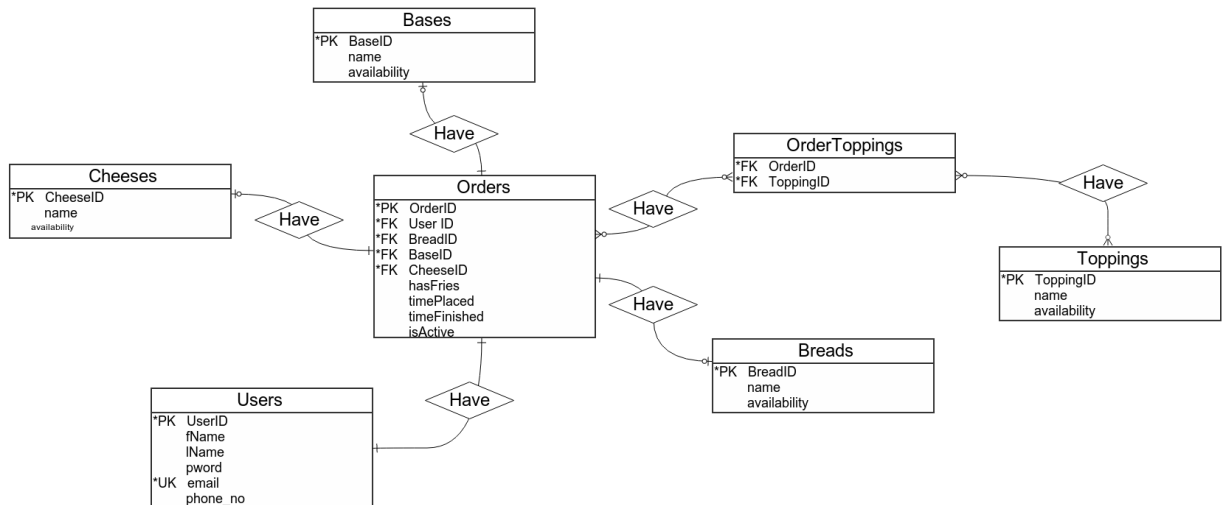 Bases
*PK BaseID
name
availability
Have
OrderToppings
*FK OrderID
*FK ToppingID
Have
Cheeses
*PK CheeseID
name
availability
Have
Orders
*PK OrderID
*FK User ID
*FK BreadID
*FK BaseID
*FK CheeseID
hasFries
timePlaced
timeFinished
isActive
Have
Toppings
*PK ToppingID
name
availability
Have
Breads
*PK BreadID
name
availability
Have
Users
*PK UserID
fName
lName
pword
*UK email
phone_no